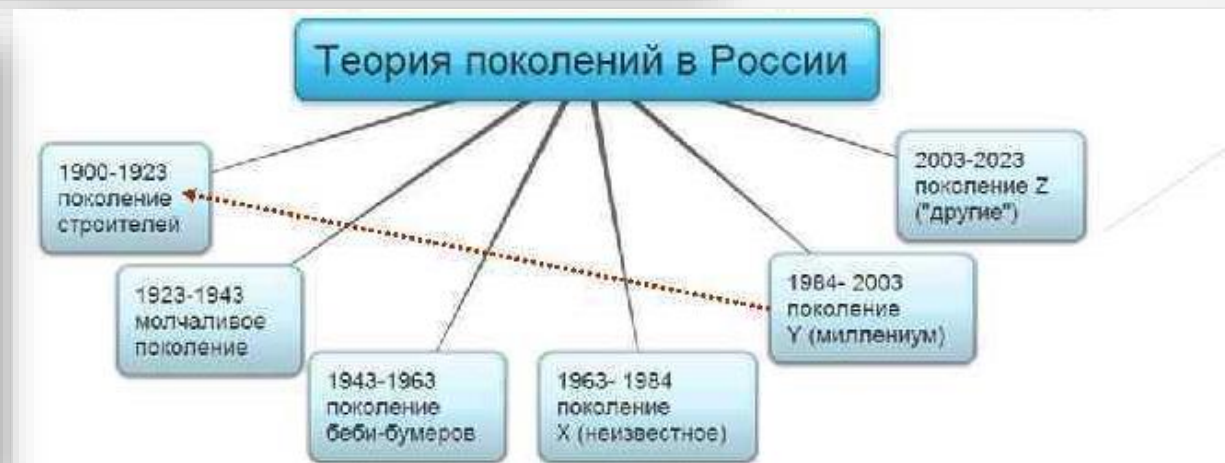 Теория поколений в России
1900-1923
поколение
строителей
1923-1943
молчаливое
поколение
1943-1963
поколение
беби-бумеров
1963- 1984
поколение
X (неизвестное)
1984- 2003
поколение
Y (миллениум)
2003-2023
поколение Z
("другие")